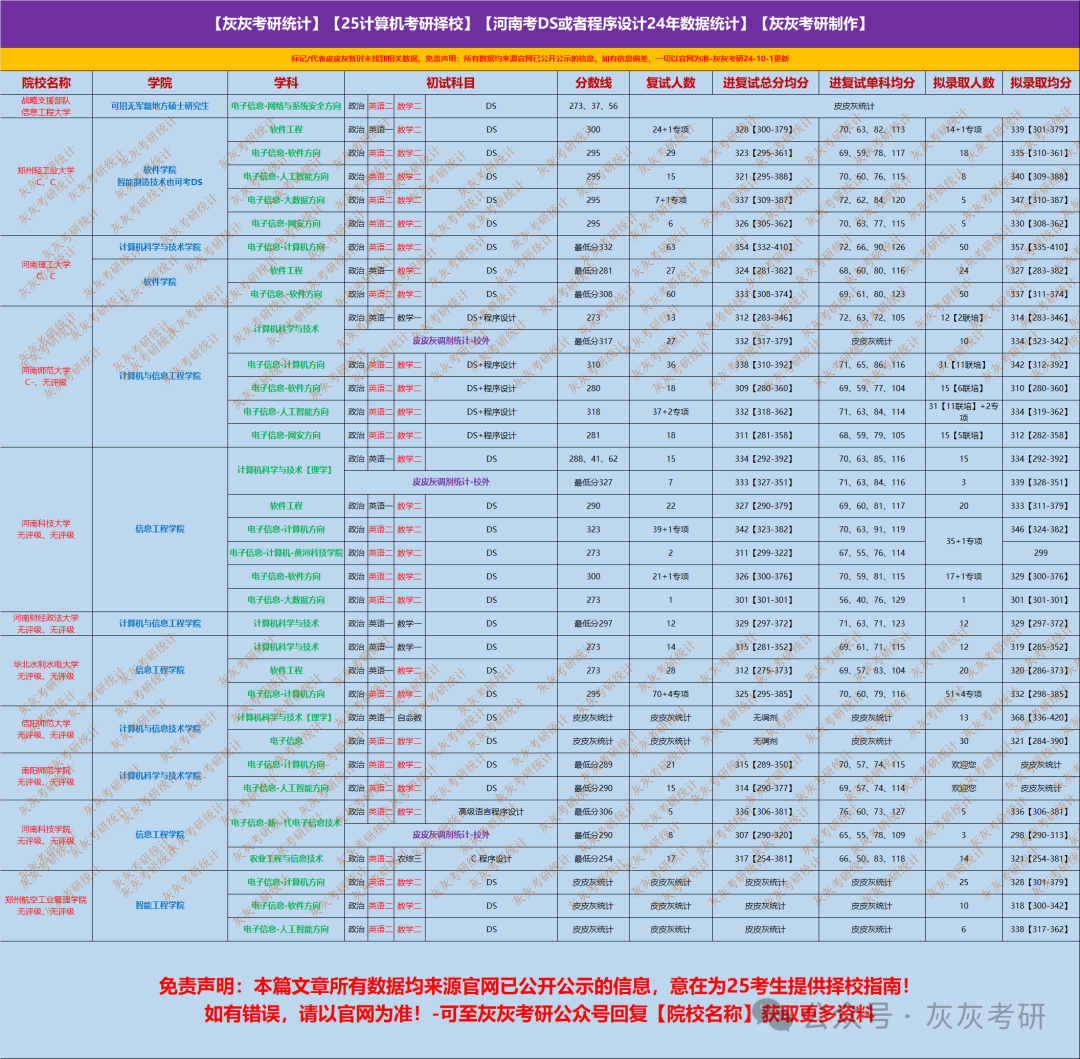 【灰灰考研统计】【25计算机考研择校】【河南考DS或者程序设计24年数据统计】【灰灰考研制作】
标记/代表皮皮灰暂时未找到相关数据，免责声明：所有数据均来源官网已公开公示的信息，如有信息偏差，一切以官网为准-灰灰考研24-10-1更新
院校名称 学院 学科 初试科目 分数线 复试人数 进复试总分均分 进复试单科均分 拟录取人数 拟录取均分
战略支援部队
信息工程大学 可招无军籍地方硕士研究生 电子信息-网络与系统安全方向 政治 英语二 数学二 DS 273、37、56 皮皮灰统计
郑州轻工业大学
C、C 软件学院
智能制造技术也可考DS 软件工程 政治 英语一 数学二 DS 300 24+1专项 328【300-379】 70、63、82、113 14+1专项 339【301-379】
电子信息-软件方向 政治 英语二 数学二 DS 295 29 323【295-361】 69、59、78、117 18 335【310-361】
电子信息-人工智能方向 政治 英语二 数学二 DS 295 15 321【295-388】 70、60、76、115 8 340【309-388】
电子信息-大数据方向 政治 英语二 数学二 DS 295 7+1专项 337【309-387】 72、62、84、120 5 347【310-387】
电子信息-网安方向 政治 英语二 数学二 DS 295 6 326【305-362】 70、63、77、115 5 330【308-362】
河南理工大学
C、C 计算机科学与技术学院 电子信息-计算机方向 政治 英语二 数学二 DS 最低分332 63 354【332-410】 72、66、90、126 50 357【335-410】
软件学院 软件工程 政治 英语一 数学二 DS 最低分281 27 324【281-382】 68、60、80、116 24 327【283-382】
电子信息 -软件方向 政治 英语二 数学二 DS 最低分308 60 333【308-374】 69、61、80、123 50 337【311-374】
河南师范大学
C-、无评级 计算机与信息工程学院 计算机科学与技术 政治 英语一 数学一 DS+程序设计 273 13 312【283-346】 72、63、72、105 12【2联培】 314【283-346】
皮皮灰调剂统计-校外 最低分317 27 332【317-379】 皮皮灰统计 10 334【323-342】
电子信息-计算机方向 政治 英语二 数学二 DS+程序设计 310 36 338【310-392】 71、65、86、116 31【11联培】 342【312-392】
电子信息-软件方向 政治 英语二 数学二 DS+程序设计 280 18 309【280-360】 69、59、77、104 15【6联培】 310【280-360】
电子信息-人工智能方向 政治 英语二 数学二 DS+程序设计 318 37+2专项 332【318-362】 71、63、84、114 31【11联培】+2专项 334【319-362】
电子信息-网安方向 政治 英语二 数学二 DS+程序设计 281 18 311【281-358】 68、59、79、105 15【5联培】 312【282-358】
河南科技大学
无评级、无评级 信息工程学院 计算机科学与技术【理学】 政治 英语一 数学二 DS 288、41、62 15 334【292-392】 70、63、85、116 15 334【292-392】
皮皮灰调剂统计-校外 最低分327 7 333【327-351】 71、63、84、116 3 339【328-351】
软件工程 政治 英语一 数学二 DS 290 22 327【290-379】 69、60、81、117 20 333【311-379】
电子信息-计算机方向 政治 英语二 数学二 DS 323 39+1专项 342【323-382】 70、63、91、119 35+1专项 346【324-382】
电子信息-计算机-黄河科技学院 政治 英语二 数学二 DS 273 2 311【299-322】 67、55、76、114 299
电子信息-软件方向 政治 英语二 数学二 DS 300 21+1专项 326【300-376】 70、59、81、115 17+1专项 329【300-376】
电子信息-大数据方向 政治 英语二 数学二 DS 273 1 301【301-301】 56、40、76、129 1 301【301-301】
河南财经政法大学
无评级、无评级 计算机与信息工程学院 计算机科学与技术 政治 英语一 数学一 DS 最低分297 12 329【297-372】 71、63、71、123 12 329【297-372】
华北水利水电大学
无评级、无评级 信息工程学院 计算机科学与技术 政治 英语一 数学一 DS 273 14 315【281-352】 69、61、71、115 12 319【285-352】
软件工程 政治 英语一 数学二 DS 273 28 312【275-373】 69、57、83、104 20 320【286-373】
电子信息-计算机方向 政治 英语二 数学二 DS 295 70+4专项 325【295-385】 70、60、79、116 51+4专项 332【298-385】
信阳师范大学
无评级、无评级 计算机与信息技术学院 计算机科学与技术【理学】 政治 英语一 自命数 DS 皮皮灰统计 皮皮灰统计 无调剂 皮皮灰统计 13 368【336-420】
电子信息 政治 英语二 数学二 DS 皮皮灰统计 皮皮灰统计 无调剂 皮皮灰统计 30 321【284-390】
南阳师范学院
无评级、无评级 计算机科学与技术学院 电子信息-计算机方向 政治 英语二 数学二 DS 最低分289 21 315【289-350】 70、57、74、115 欢迎您 皮皮灰统计
电子信息-人工智能方向 政治 英语二 数学二 DS 最低分290 15 314【290-377】 69、57、74、114 欢迎您 皮皮灰统计
河南科技学院
无评级、无评级 信息工程学院 电子信息-新一代电子信息技术 政治 英语二 数学二 高级语言程序设计 最低分306 5 336【306-381】 76、60、73、127 5 336【306-381】
皮皮灰调剂统计-校外 最低分290 8 307【290-320】 65、55、78、109 3 298【290-313】
农业工程与信息技术 政治 英语二 农综三 C 程序设计 最低分254 17 317【254-381】 66、50、83、118 14 321【254-381】
郑州航空工业管理学院
无评级、无评级 智能工程学院 电子信息-计算机方向 政治 英语二 数学二 DS 皮皮灰统计 皮皮灰统计 皮皮灰统计 皮皮灰统计 25 328【301-379】
电子信息-软件方向 政治 英语二 数学二 DS 皮皮灰统计 皮皮灰统计 皮皮灰统计 皮皮灰统计 10 318【300-342】
电子信息-人工智能方向 政治 英语二 数学二 DS 皮皮灰统计 皮皮灰统计 皮皮灰统计 皮皮灰统计 6 338【317-362】
免责声明：本篇文章所有数据均来源官网已公开公示的信息，意在为25考生提供择校指南！
如有错误，请以官网为准！-可至灰灰考研公众号回复【院校名称】获取更多资料
公众号 · 灰灰考研